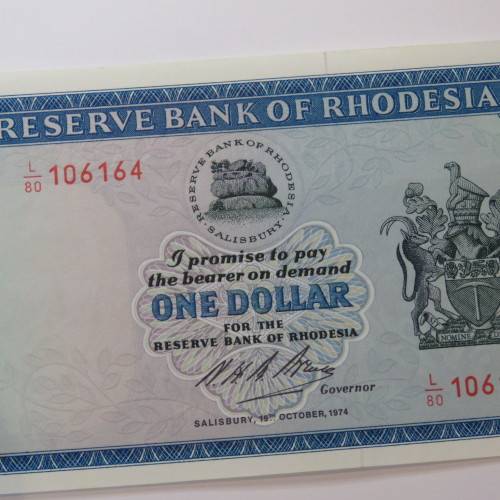 RESERVE BANK OF RHODESIA
L/80 106164
RESERVE BANK OF RHODESIA
· SALISBURY ·
I promise to pay
the bearer on demand
ONE DOLLAR
FOR THE
RESERVE BANK OF RHODESIA
Governor
SALISBURY, 15TH OCTOBER, 1974
NOMINE
L/80 106